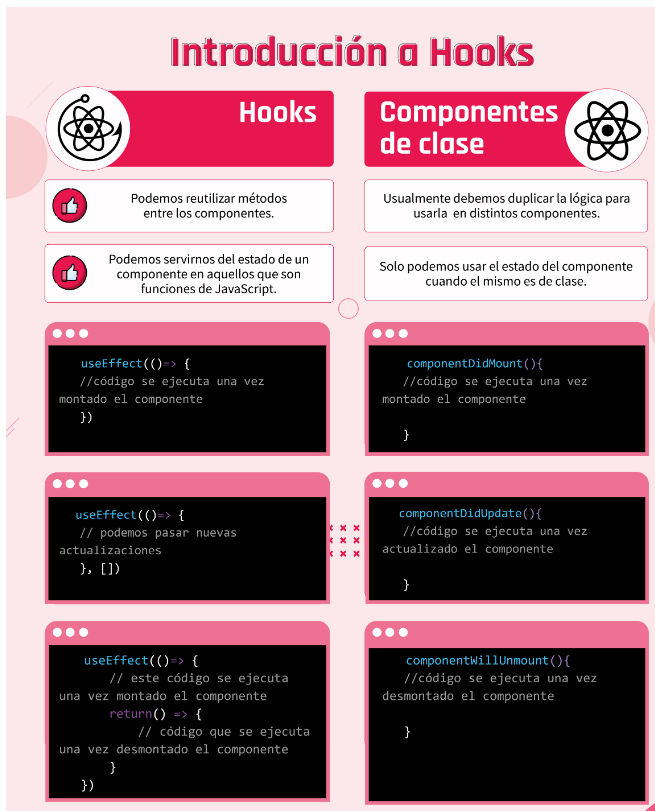 Introducción a Hooks
Hooks
Podemos reutilizar métodos
entre los componentes.
Podemos servirnos del estado de un
componente en aquellos que son
funciones de JavaScript.
Componentes
de clase
Usualmente debemos duplicar la lógica para
usarla en distintos componentes.
Solo podemos usar el estado del componente
cuando el mismo es de clase.
useEffect(()=> {
//código se ejecuta una vez
montado el componente
})
componentDidMount(){
//código se ejecuta una vez
montado el componente
}
useEffect(()=> {
// podemos pasar nuevas
actualizaciones
}, [])
componentDidUpdate(){
//código se ejecuta una vez
actualizado el componente
}
useEffect(()=> {
// este código se ejecuta
una vez montado el componente
return() => {
// código que se ejecuta
una vez desmontado el componente
}
})
componentWillUnmount(){
//código se ejecuta una vez
desmontado el componente
}